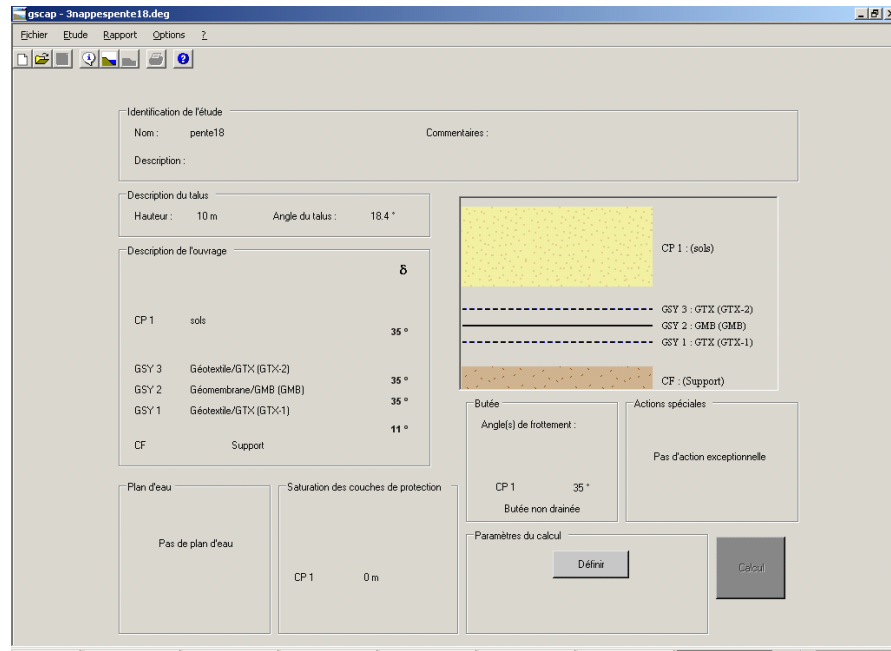 gscap - 3nappespente18.deg
Fichier Etude Rapport Options ?
Identification de l'étude
Nom : pente18 Commentaires :
Description :
Description du talus
Hauteur : 10 m Angle du talus : 18.4 °
Description de l'ouvrage
δ
CP 1 sols
35 °
GSY 3 Géotextile/GTX (GTX-2)
35 °
GSY 2 Géomembrane/GMB (GMB)
35 °
GSY 1 Géotextile/GTX (GTX-1)
11 °
CF Support
CP 1 : (sols)
GSY 3 : GTX (GTX-2)
GSY 2 : GMB (GMB)
GSY 1 : GTX (GTX-1)
CF : (Support)
Butée
Angle(s) de frottement :
CP 1 35 °
Butée non drainée
Actions spéciales
Pas d'action exceptionnelle
Plan d'eau
Pas de plan d'eau
Saturation des couches de protection
CP 1 0 m
Paramètres du calcul
Définir
Calcul